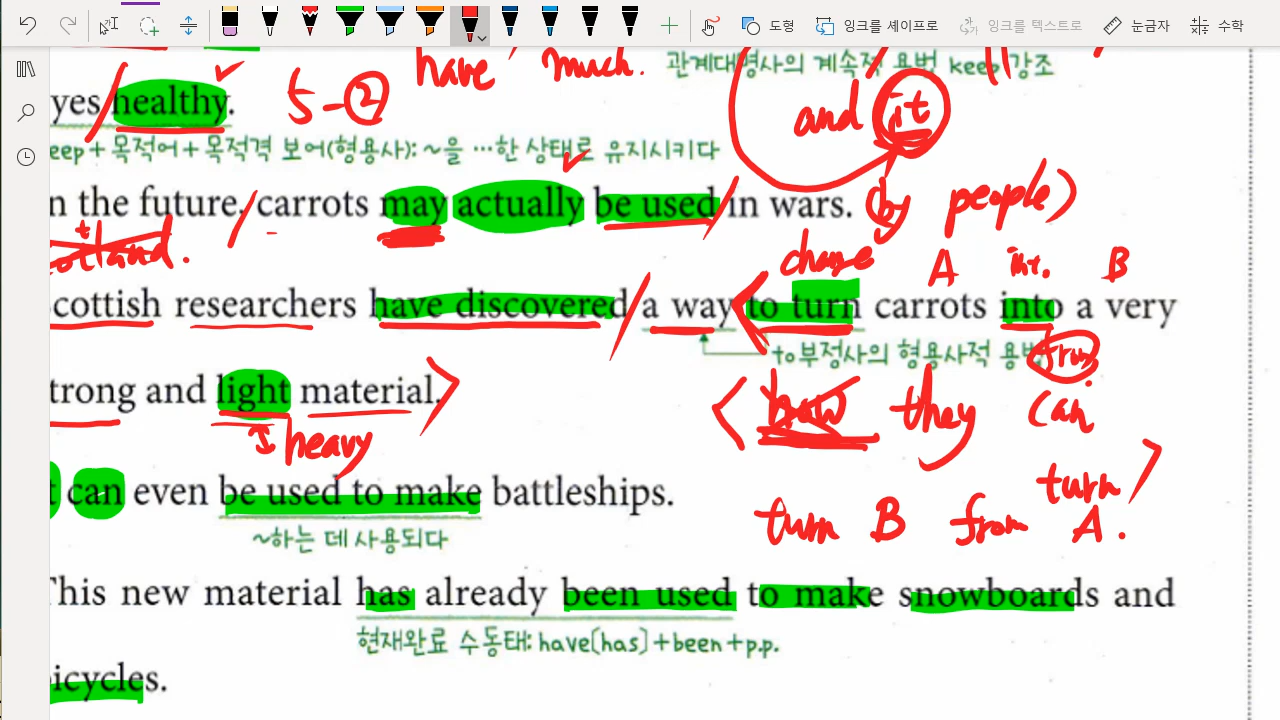 도형 잉크를 셰이프로 잉크를 텍스트로 눈금자 수학
have much. 관계대명사의 계속적 용법 keep 강조
yes healthy. 5-② and it
eep+목적어+목적격 보어(형용사): ~을 …한 상태로 유지시키다
n the future, carrots may actually be used in wars. (by people)
change A B
cottish researchers have discovered a way to turn carrots into a very
to부정사의 형용사적 용법
trong and light material. how they can
heavy
turn
can even be used to make battleships. turn B from A.
~하는 데 사용되다
This new material has already been used to make snowboards and
현재완료 수동태: have[has]+been+p.p.
icycles.